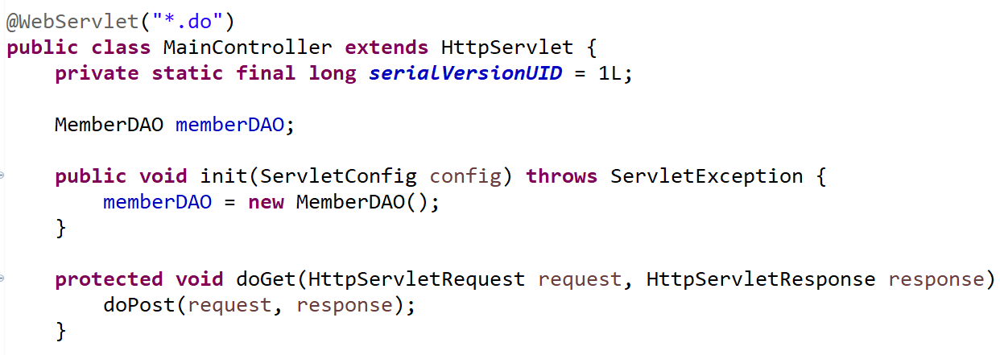 @WebServlet("*.do")
public class MainController extends HttpServlet {
    private static final long serialVersionUID = 1L;

    MemberDAO memberDAO;

    public void init(ServletConfig config) throws ServletException {
        memberDAO = new MemberDAO();
    }

    protected void doGet(HttpServletRequest request, HttpServletResponse response)
        doPost(request, response);
    }